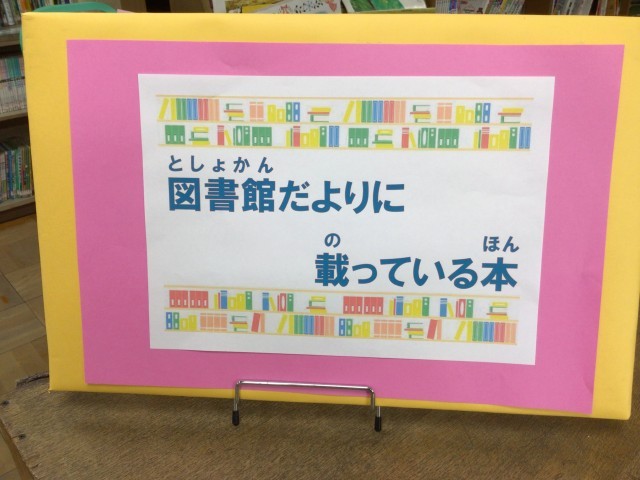 としょかん
図書館だよりに
の ほん
載っている本